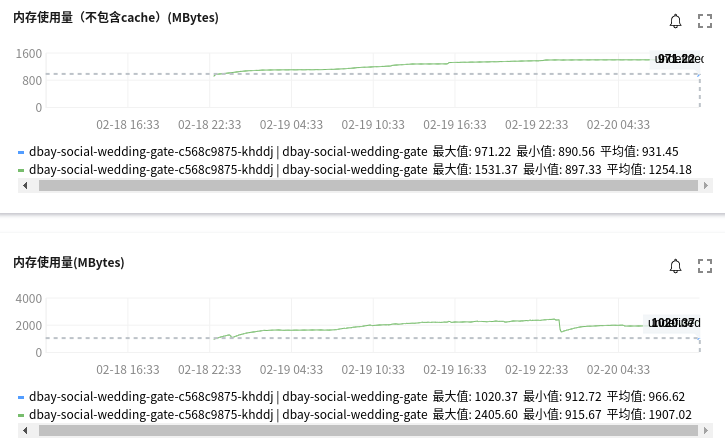 内存使用量（不包含cache）(MBytes)
1600
800
0
971.22
02-18 16:33 02-18 22:33 02-19 04:33 02-19 10:33 02-19 16:33 02-19 22:33 02-20 04:33
dbay-social-wedding-gate-c568c9875-khddj | dbay-social-wedding-gate 最大值: 971.22 最小值: 890.56 平均值: 931.45
dbay-social-wedding-gate-c568c9875-khddj | dbay-social-wedding-gate 最大值: 1531.37 最小值: 897.33 平均值: 1254.18
内存使用量(MBytes)
4000
2000
0
1020.37
02-18 16:33 02-18 22:33 02-19 04:33 02-19 10:33 02-19 16:33 02-19 22:33 02-20 04:33
dbay-social-wedding-gate-c568c9875-khddj | dbay-social-wedding-gate 最大值: 1020.37 最小值: 912.72 平均值: 966.62
dbay-social-wedding-gate-c568c9875-khddj | dbay-social-wedding-gate 最大值: 2405.60 最小值: 915.67 平均值: 1907.02